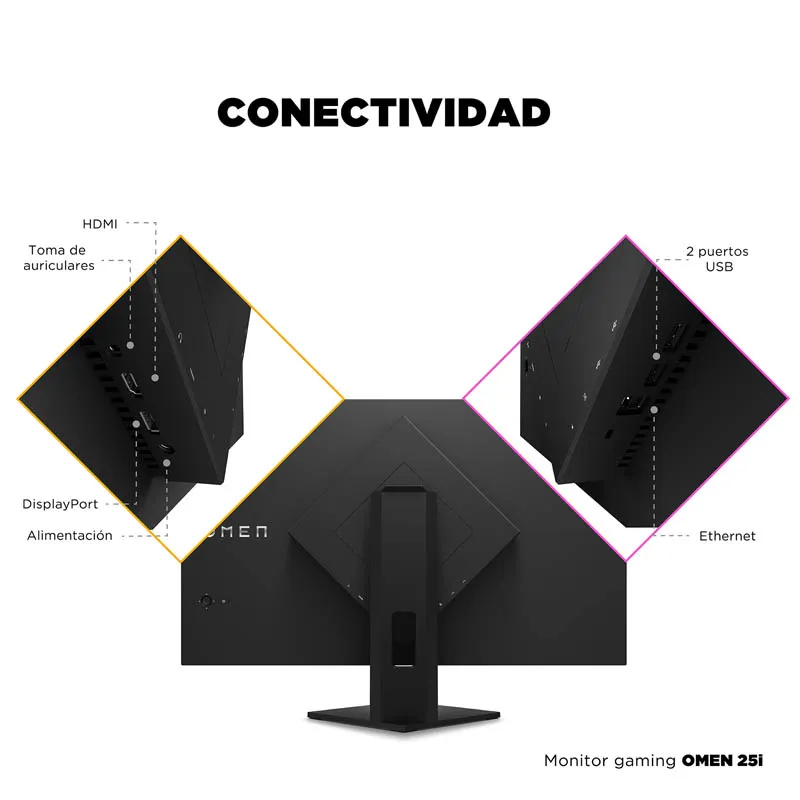 CONECTIVIDAD
HDMI
Toma de
auriculares
2 puertos
USB
DisplayPort
Alimentación
OMEN
Ethernet
Monitor gaming OMEN 25i